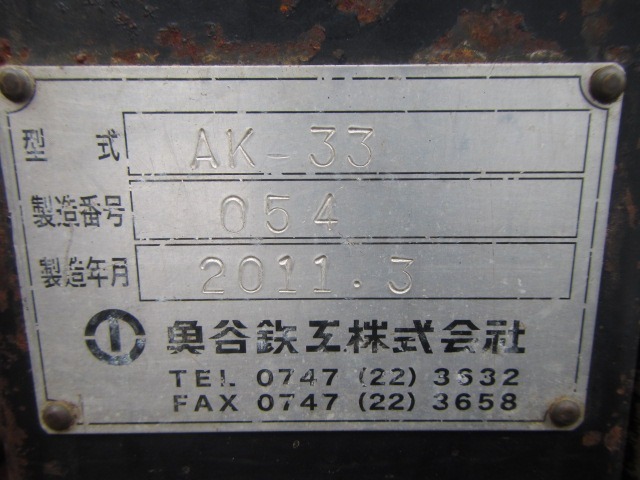 型 式 AK-33
製造番号 054
製造年月 2011.3
奥谷鉄工株式会社
TEL 0747 (22) 3632
FAX 0747 (22) 3658